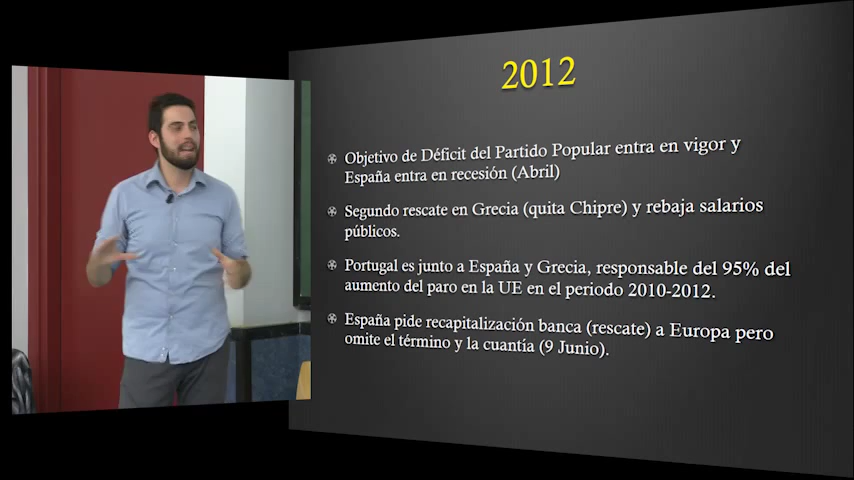 2012
Objetivo de Déficit del Partido Popular entra en vigor y
España entra en recesión (Abril)
Segundo rescate en Grecia (quita Chipre) y rebaja salarios
públicos.
Portugal es junto a España y Grecia, responsable del 95% del
aumento del paro en la UE en el periodo 2010-2012.
España pide recapitalización banca (rescate) a Europa pero
omite el término y la cuantía (9 Junio).